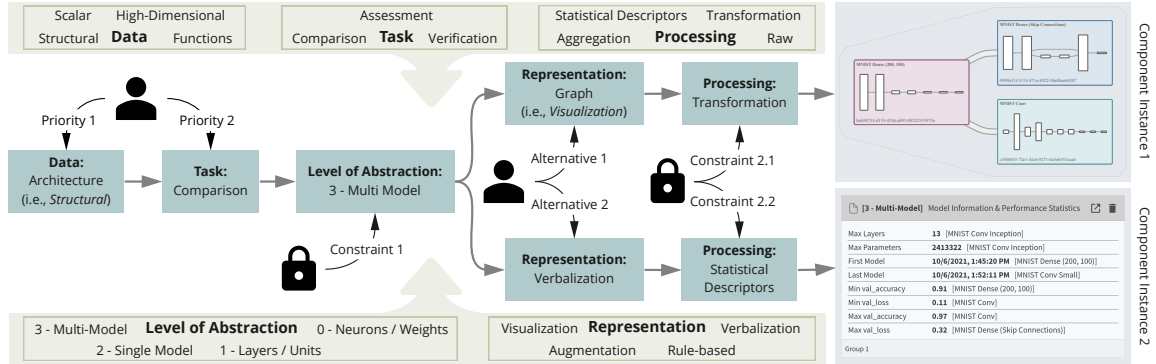 Scalar High-Dimensional
Structural Data Functions
Assessment
Comparison Task Verification
Statistical Descriptors Transformation
Aggregation Processing Raw
Priority 1 Priority 2
Data:
Architecture
(i.e., Structural)
Task:
Comparison
Level of Abstraction:
3 - Multi Model
Constraint 1
Representation:
Graph
(i.e., Visualization)
Alternative 1
Alternative 2
Representation:
Verbalization
Processing:
Transformation
Constraint 2.1
Constraint 2.2
Processing:
Statistical
Descriptors
3 - Multi-Model Level of Abstraction 0 - Neurons / Weights
2 - Single Model 1 - Layers / Units
Visualization Representation Verbalization
Augmentation Rule-based
MNIST Dense (200, 100)
MNIST Dense (Skip Connections)
MNIST Conv
Component Instance 1
[3 - Multi-Model] Model Information & Performance Statistics
Max Layers 13 [MNIST Conv Inception]
Max Parameters 2413322 [MNIST Conv Inception]
First Model 10/6/2021, 1:45:20 PM [MNIST Dense (200, 100)]
Last Model 10/6/2021, 1:52:11 PM [MNIST Conv Small]
Min val_accuracy 0.91 [MNIST Dense (200, 100)]
Min val_loss 0.11 [MNIST Conv]
Max val_accuracy 0.97 [MNIST Conv]
Max val_loss 0.32 [MNIST Dense (Skip Connections)]
Group 1
Component Instance 2